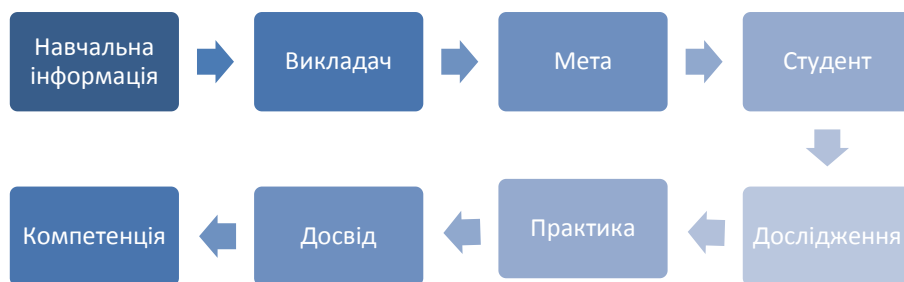 Навчальна
інформація
Викладач
Мета
Студент
Дослідження
Практика
Досвід
Компетенція